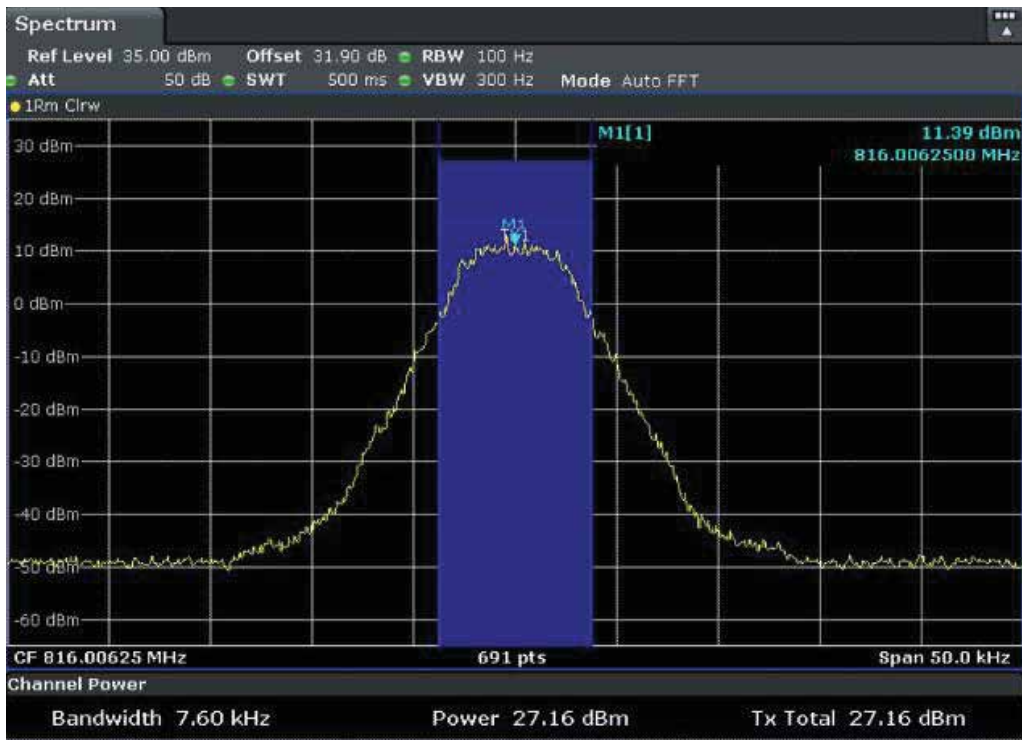 Spectrum
Ref Level 35.00 dBm Offset 31.90 dB RBW 100 Hz
Att 50 dB SWT 500 ms VBW 300 Hz Mode Auto FFT
1Rm Clrw
M1[1] 11.39 dBm
816.0062500 MHz
30 dBm
20 dBm
M1
10 dBm
0 dBm
-10 dBm
-20 dBm
-30 dBm
-40 dBm
-50 dBm
-60 dBm
CF 816.00625 MHz 691 pts Span 50.0 kHz
Channel Power
Bandwidth 7.60 kHz Power 27.16 dBm Tx Total 27.16 dBm